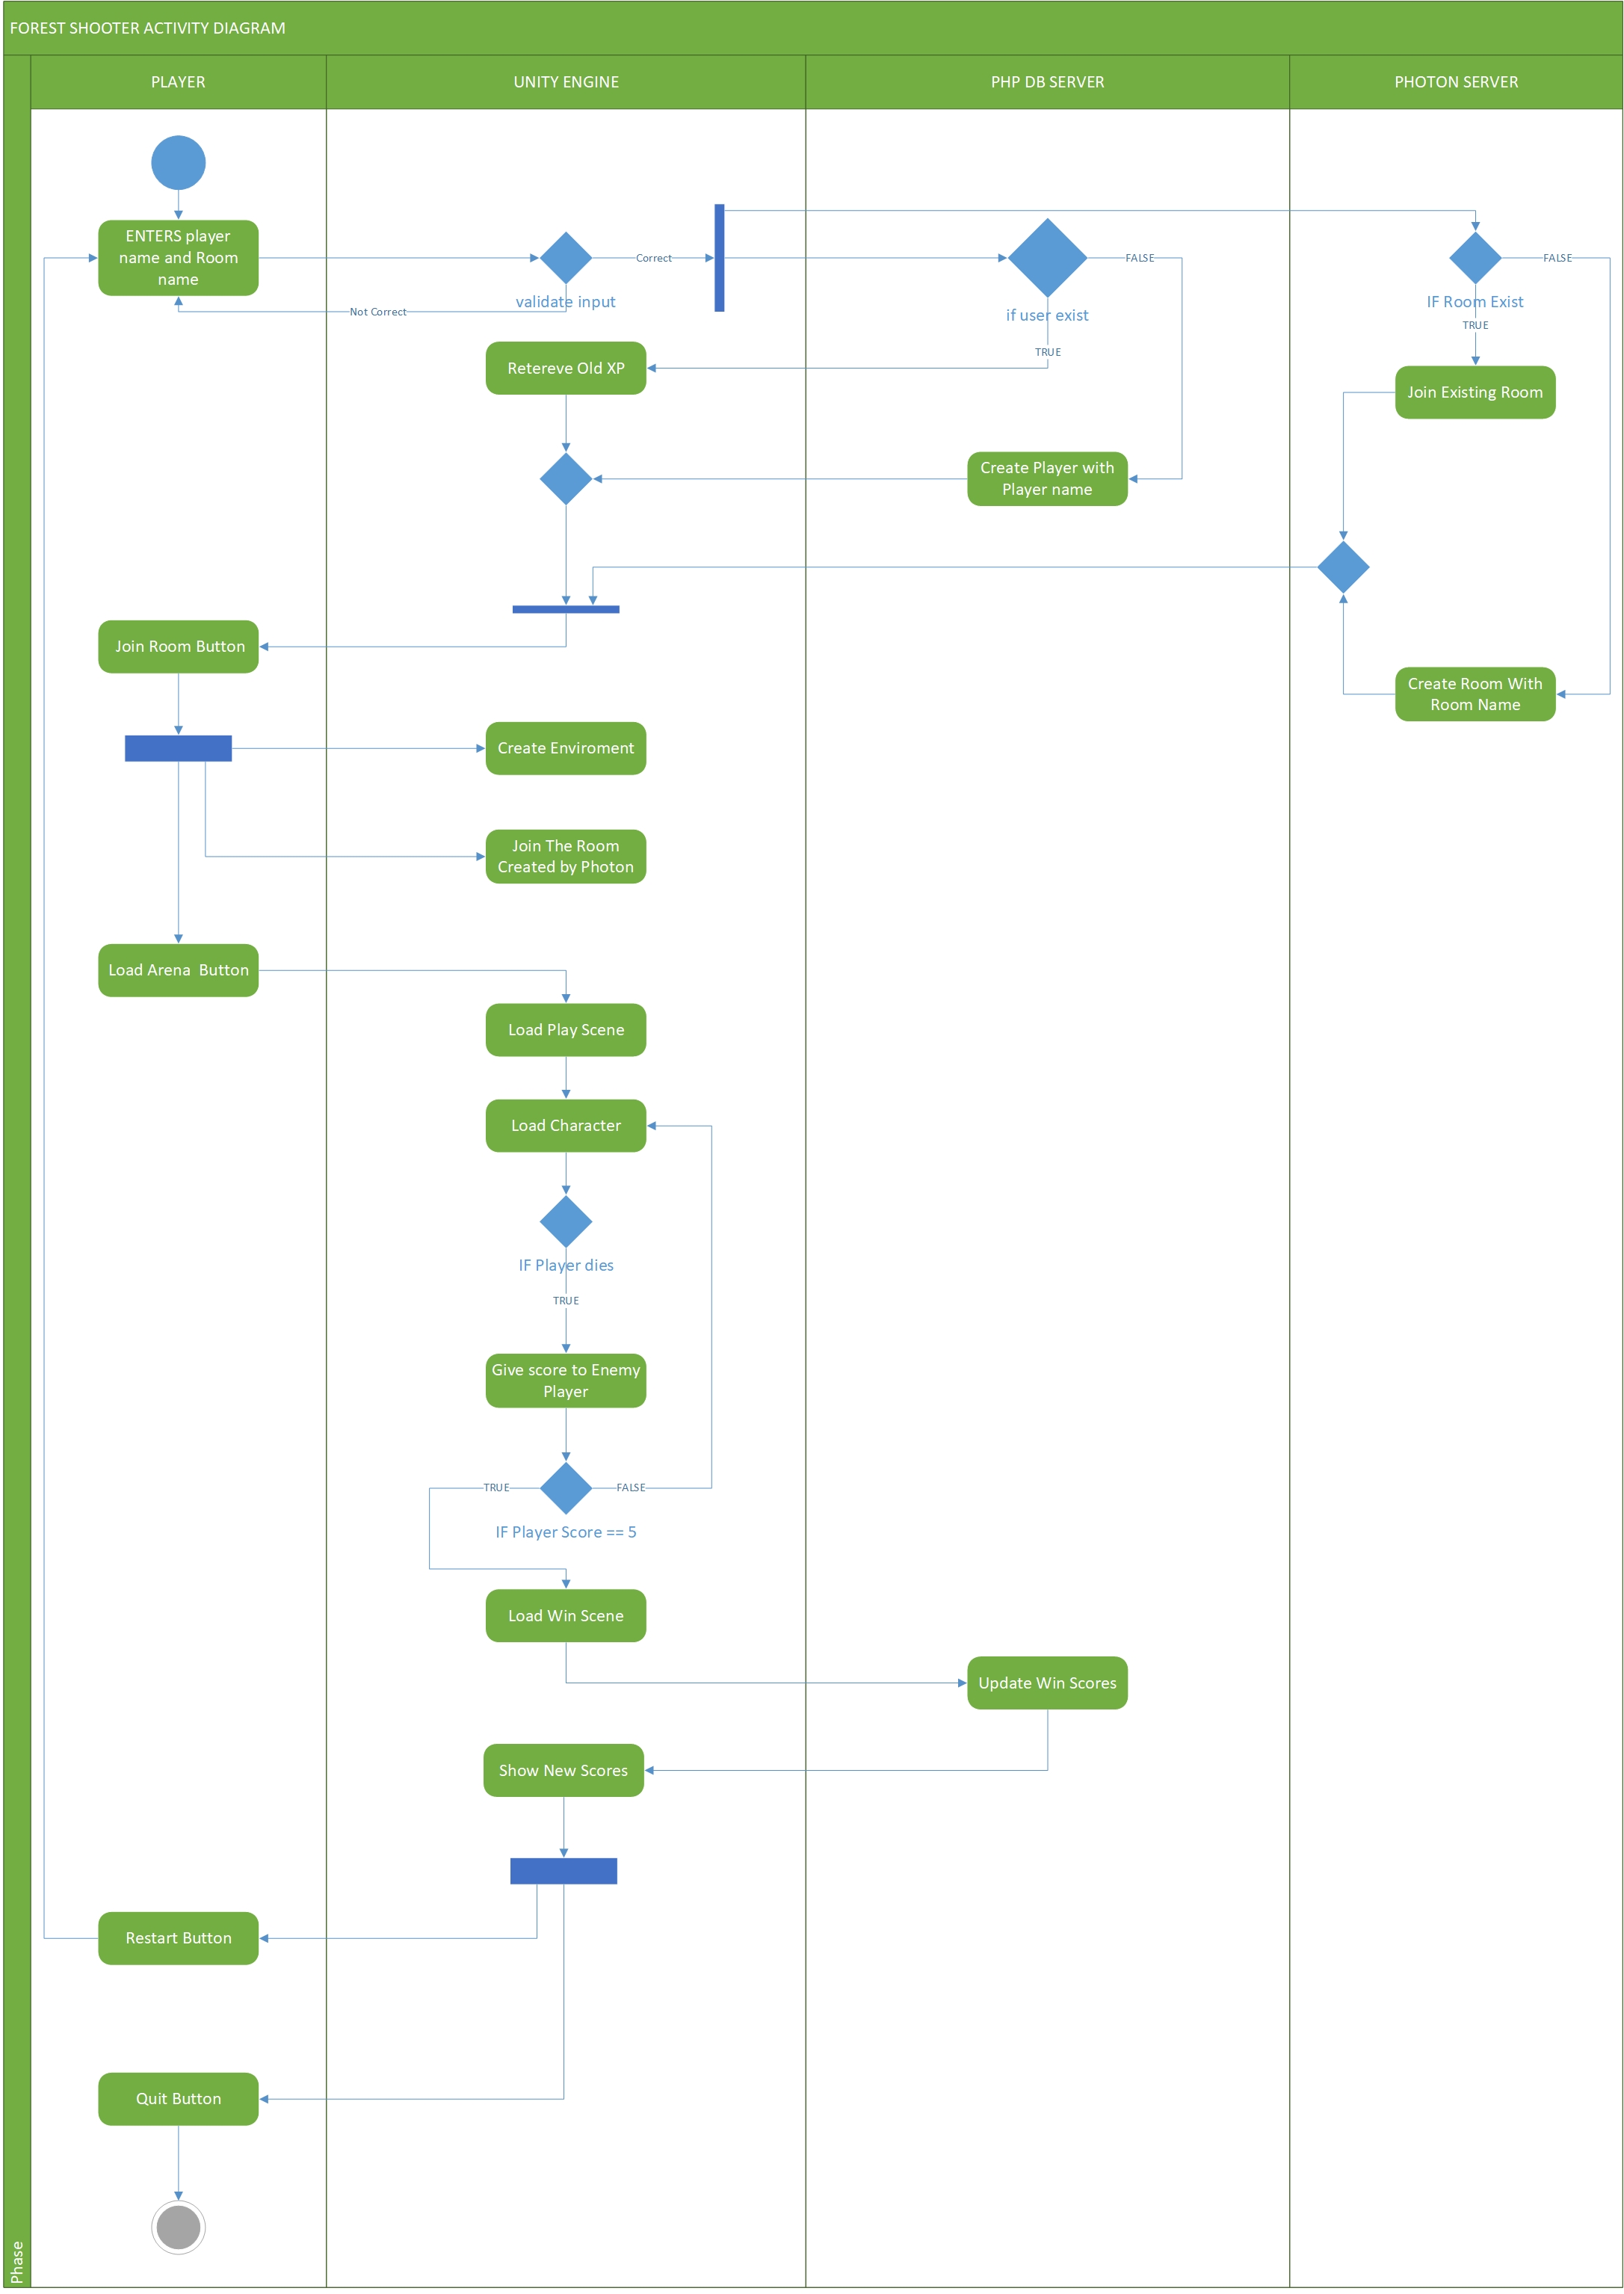 FOREST SHOOTER ACTIVITY DIAGRAM
PLAYER
UNITY ENGINE
PHP DB SERVER
PHOTON SERVER
ENTERS player
name and Room
name
validate input
Correct
Not Correct
if user exist
FALSE
TRUE
IF Room Exist
FALSE
TRUE
Retereve Old XP
Join Existing Room
Create Player with
Player name
Join Room Button
Create Room With
Room Name
Create Enviroment
Join The Room
Created by Photon
Load Arena  Button
Load Play Scene
Load Character
IF Player dies
TRUE
Give score to Enemy
Player
TRUE
FALSE
IF Player Score == 5
Load Win Scene
Update Win Scores
Show New Scores
Restart Button
Quit Button
Phase